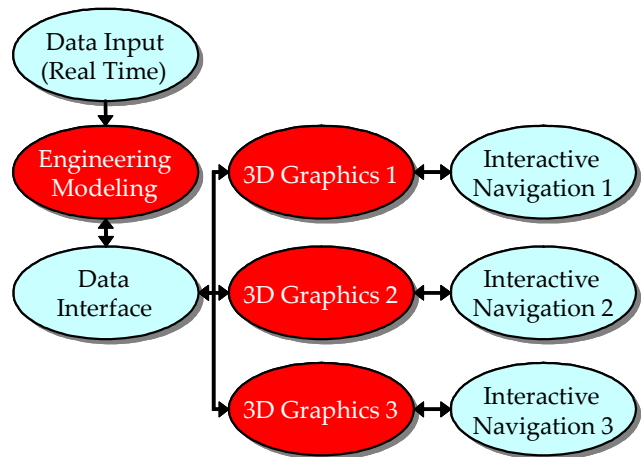 Data Input
(Real Time)
Engineering
Modeling
Data
Interface
3D Graphics 1
Interactive
Navigation 1
3D Graphics 2
Interactive
Navigation 2
3D Graphics 3
Interactive
Navigation 3